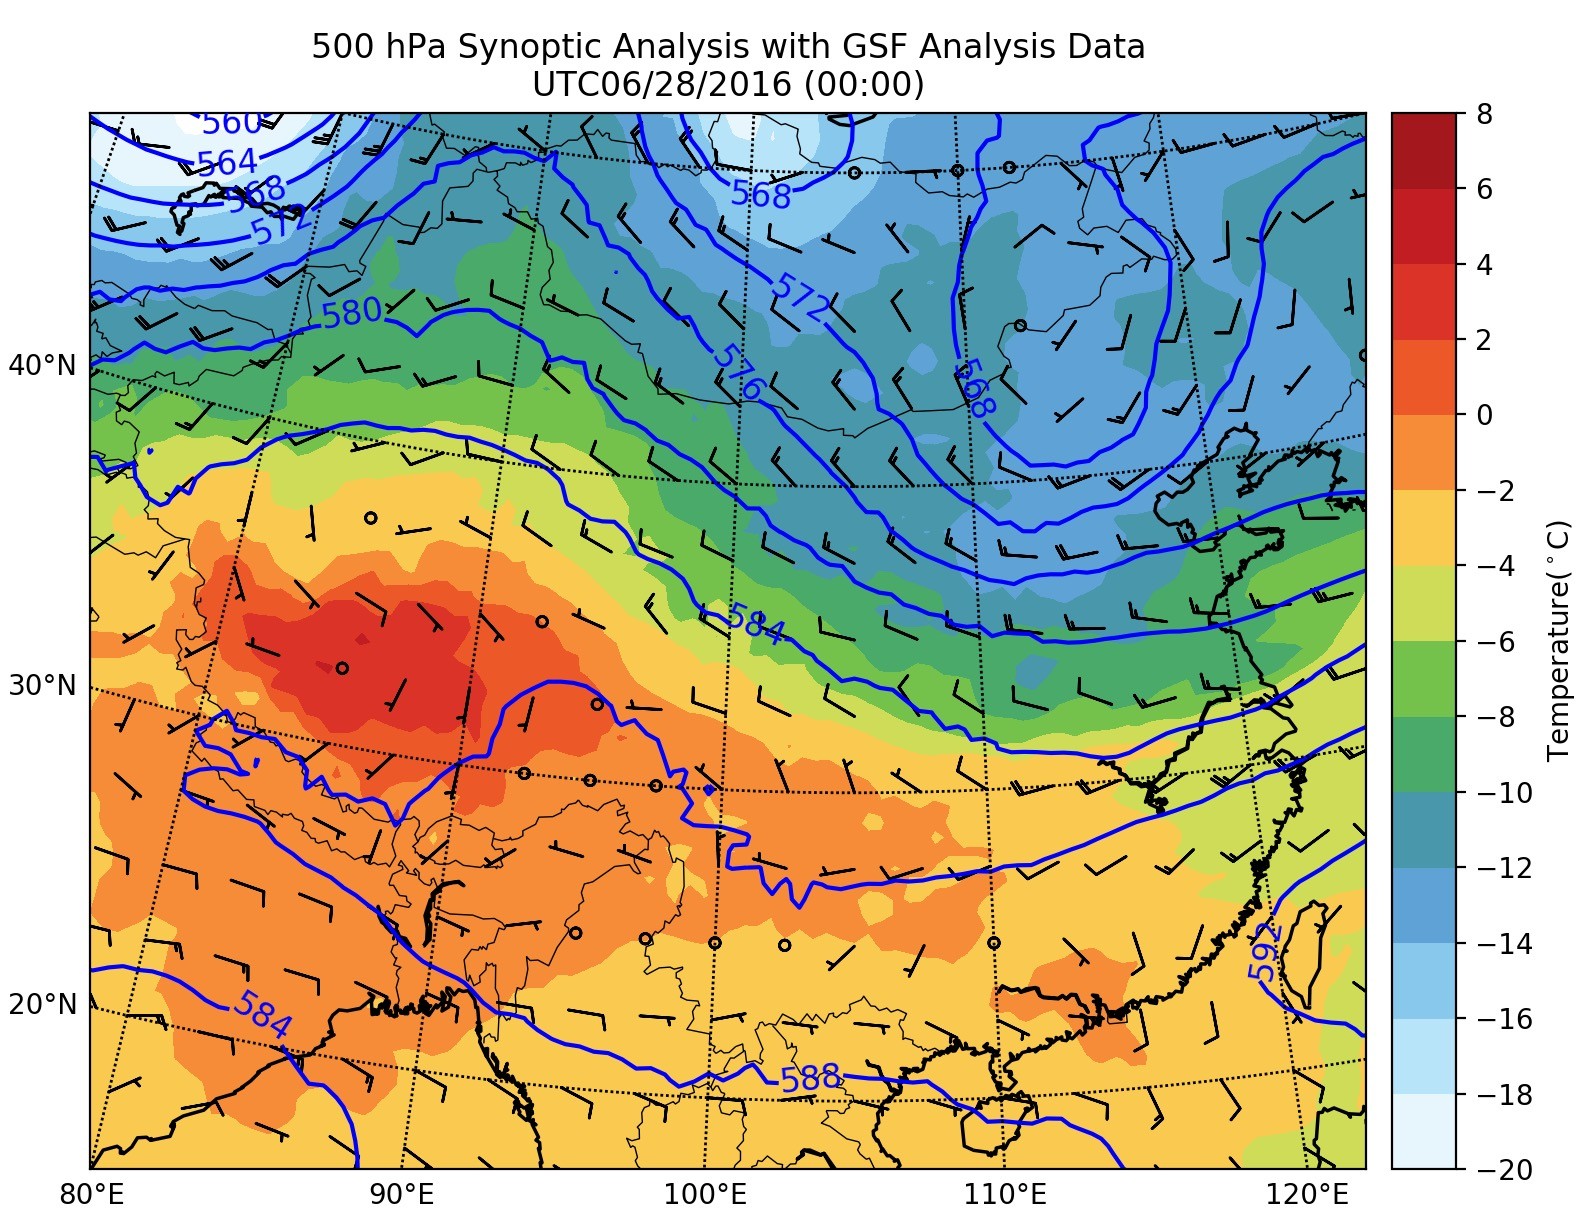 500 hPa Synoptic Analysis with GSF Analysis Data
UTC06/28/2016 (00:00)
560
564
568
572
580
568
572
576
568
584
592
584
588
40°N
30°N
20°N
80°E
90°E
100°E
110°E
120°E
8
6
4
2
0
−2
−4
−6
−8
−10
−12
−14
−16
−18
−20
Temperature(°C)